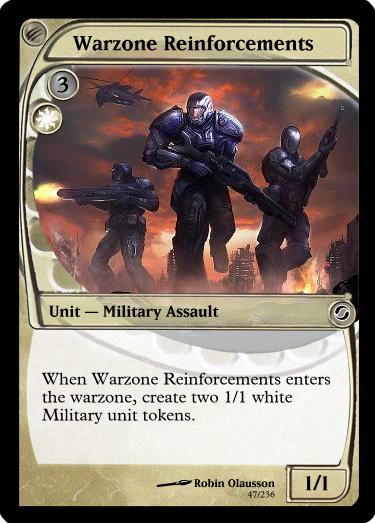 Warzone Reinforcements
3
Unit — Military Assault
When Warzone Reinforcements enters
the warzone, create two 1/1 white
Military unit tokens.
Robin Olausson
47/236
1/1